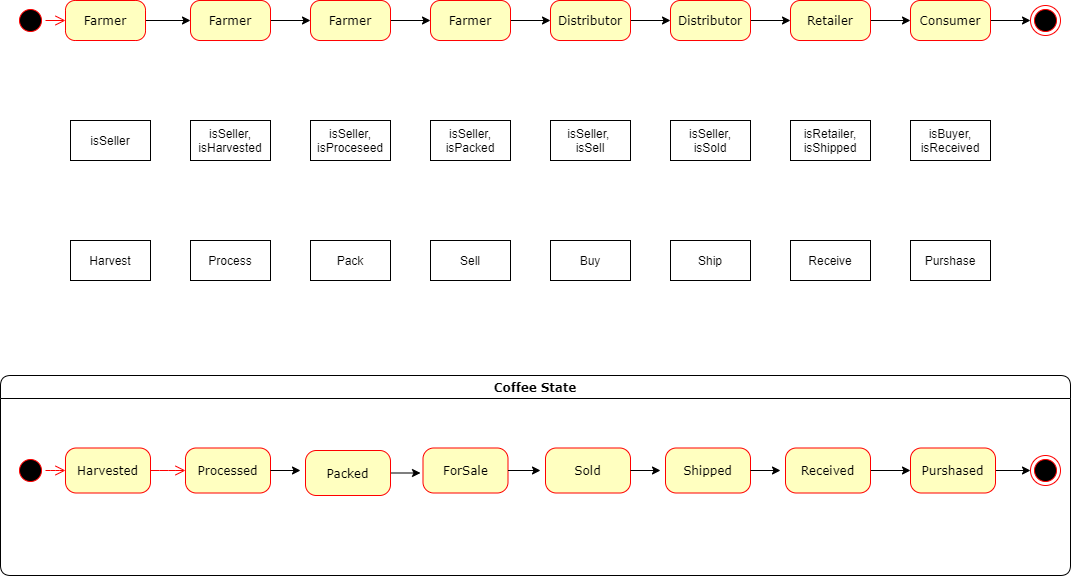 Farmer Farmer Farmer Farmer Distributor Distributor Retailer Consumer
isSeller
isSeller,
isHarvested
isSeller,
isProceseed
isSeller,
isPacked
isSeller,
isSell
isSeller,
isSold
isRetailer,
isShipped
isBuyer,
isReceived
Harvest Process Pack Sell Buy Ship Receive Purshase
Coffee State
Harvested Processed Packed ForSale Sold Shipped Received Purshased